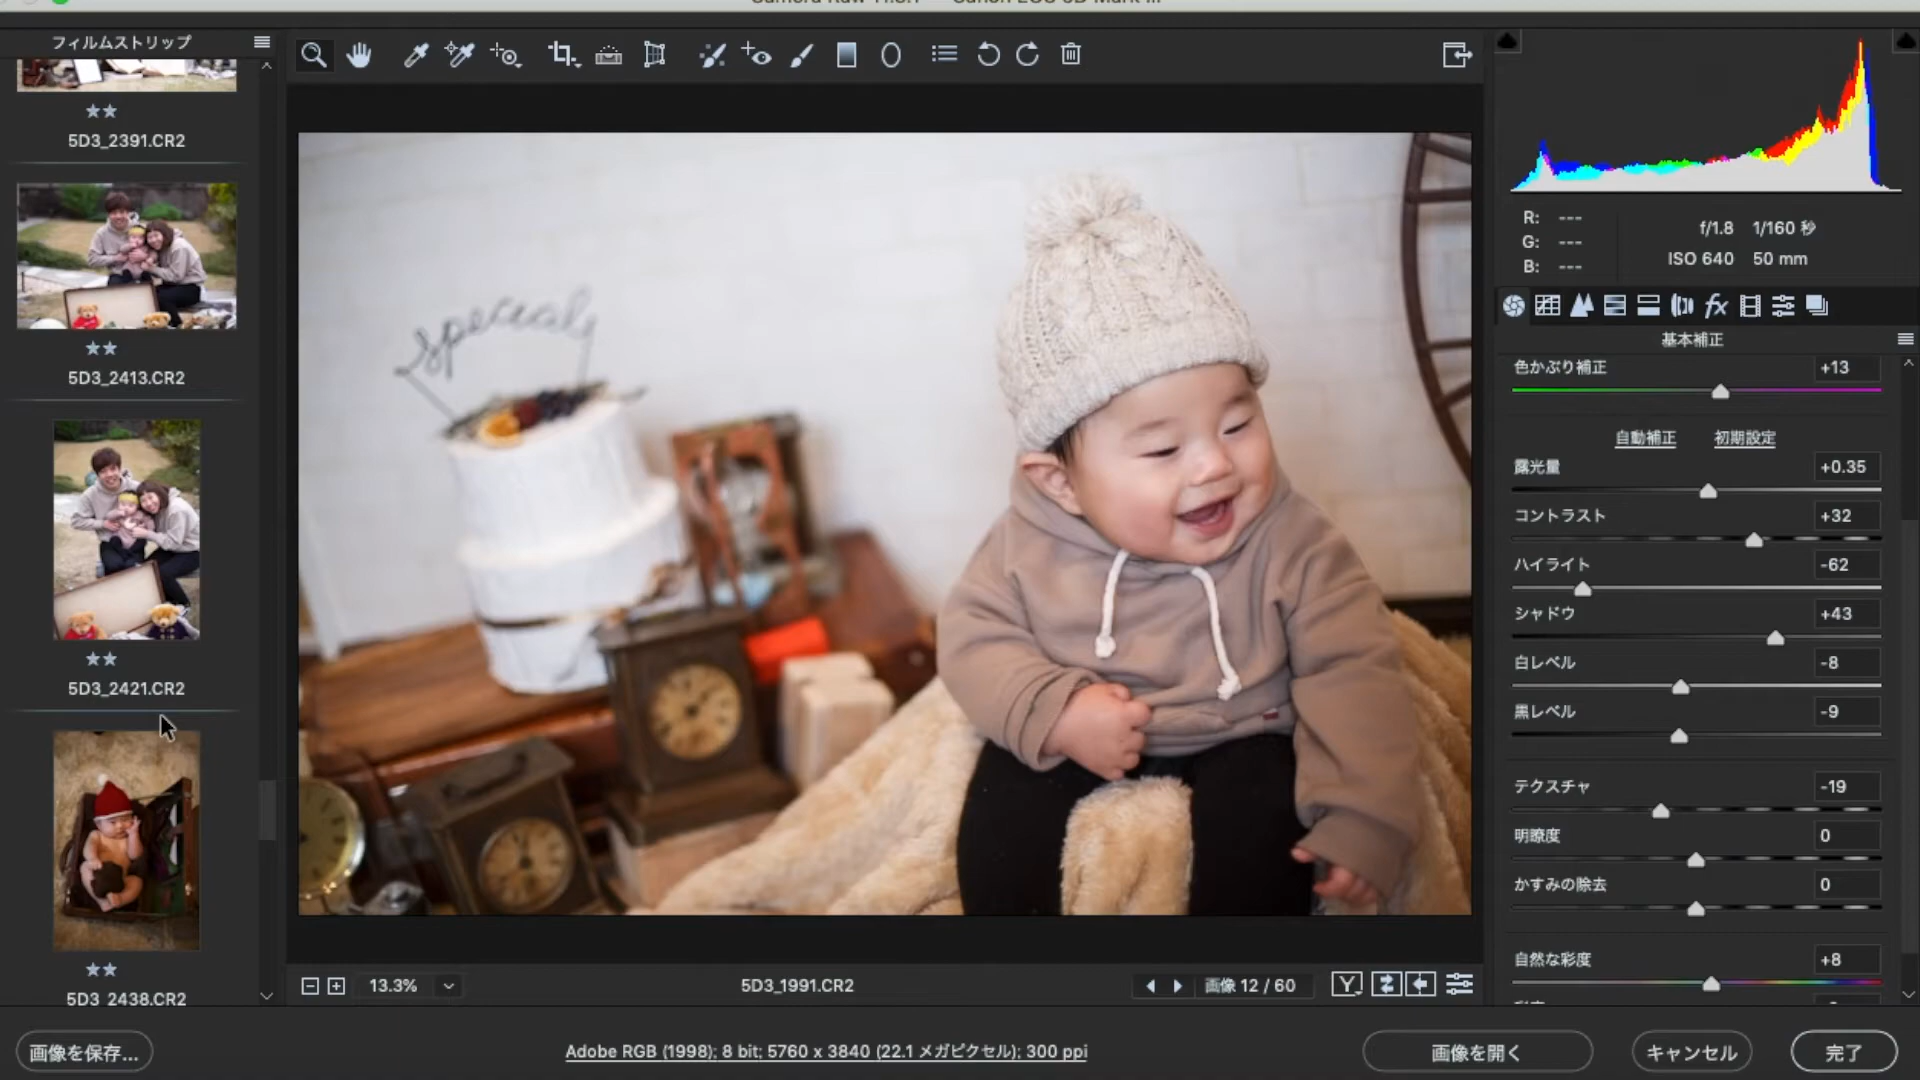 フィルムストリップ
5D3_2391.CR2
5D3_2413.CR2
5D3_2421.CR2
5D3_2438.CR2
special
R: ---
G: ---
B: ---
f/1.8 1/160 秒
ISO 640 50 mm
基本補正
色かぶり補正 +13
自動補正 初期設定
露光量 +0.35
コントラスト +32
ハイライト -62
シャドウ +43
白レベル -8
黒レベル -9
テクスチャ -19
明瞭度 0
かすみの除去 0
自然な彩度 +8
13.3%
5D3_1991.CR2
画像 12 / 60
画像を保存...
Adobe RGB (1998); 8 bit; 5760 x 3840 (22.1 メガピクセル); 300 ppi
画像を開く
キャンセル
完了